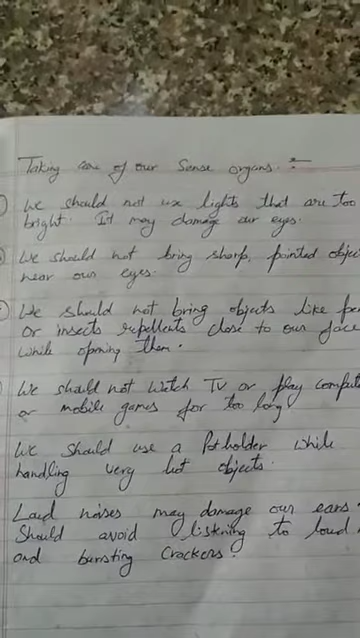 Taking care of our Sense organs :-
We should not use lights that are too
bright. It may damage our eyes.
We should not bring sharp, pointed
near our eyes.
We should not bring objects like
or insects repellents close to our face
while opening them.
We should not watch TV or play
or mobile games for too long
We should use a Potholder while
handling very hot objects.
Loud noises may damage our ears
Should avoid listning to loud
and bursting Crackers.